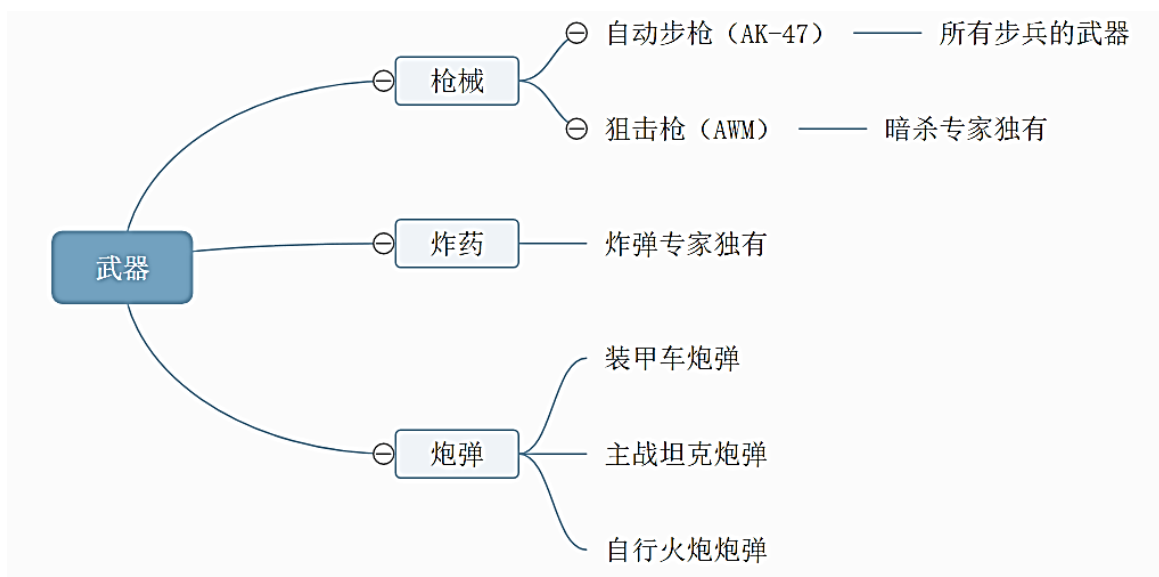 自动步枪（AK-47） 所有步兵的武器
枪械
狙击枪（AWM） 暗杀专家独有
炸药 炸弹专家独有
武器
装甲车炮弹
炮弹 主战坦克炮弹
自行火炮炮弹